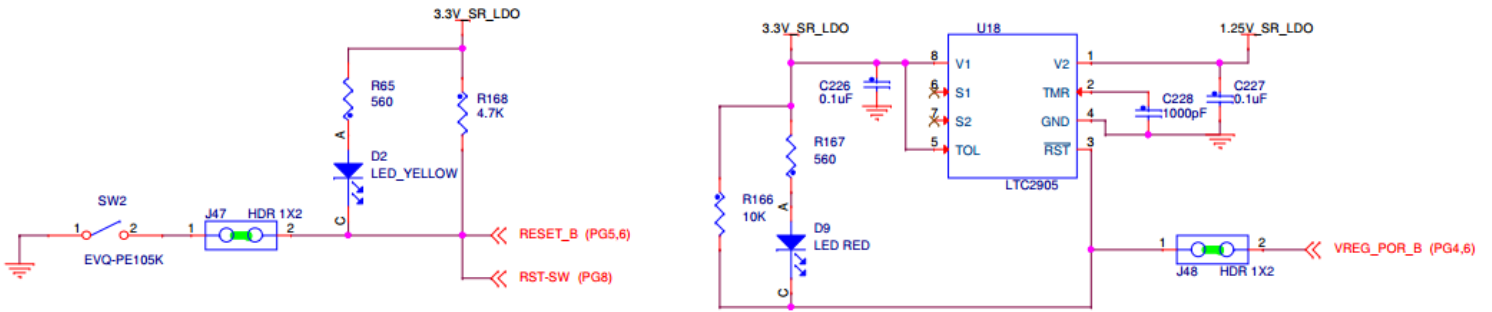 3.3V_SR_LDO
R65
560
R168
4.7K
A
D2
LED_YELLOW
C
SW2
1
2
EVQ-PE105K
J47
HDR 1X2
1
2
RESET_B (PG5,6)
RST-SW (PG8)
3.3V_SR_LDO
U18
1.25V_SR_LDO
8
V1
V2
1
C226
0.1uF
6
S1
TMR
2
C228
1000pF
C227
0.1uF
7
S2
GND
4
5
TOL
RST
3
LTC2905
R167
560
R166
10K
A
D9
LED RED
C
1
2
J48
HDR 1X2
VREG_POR_B (PG4,6)